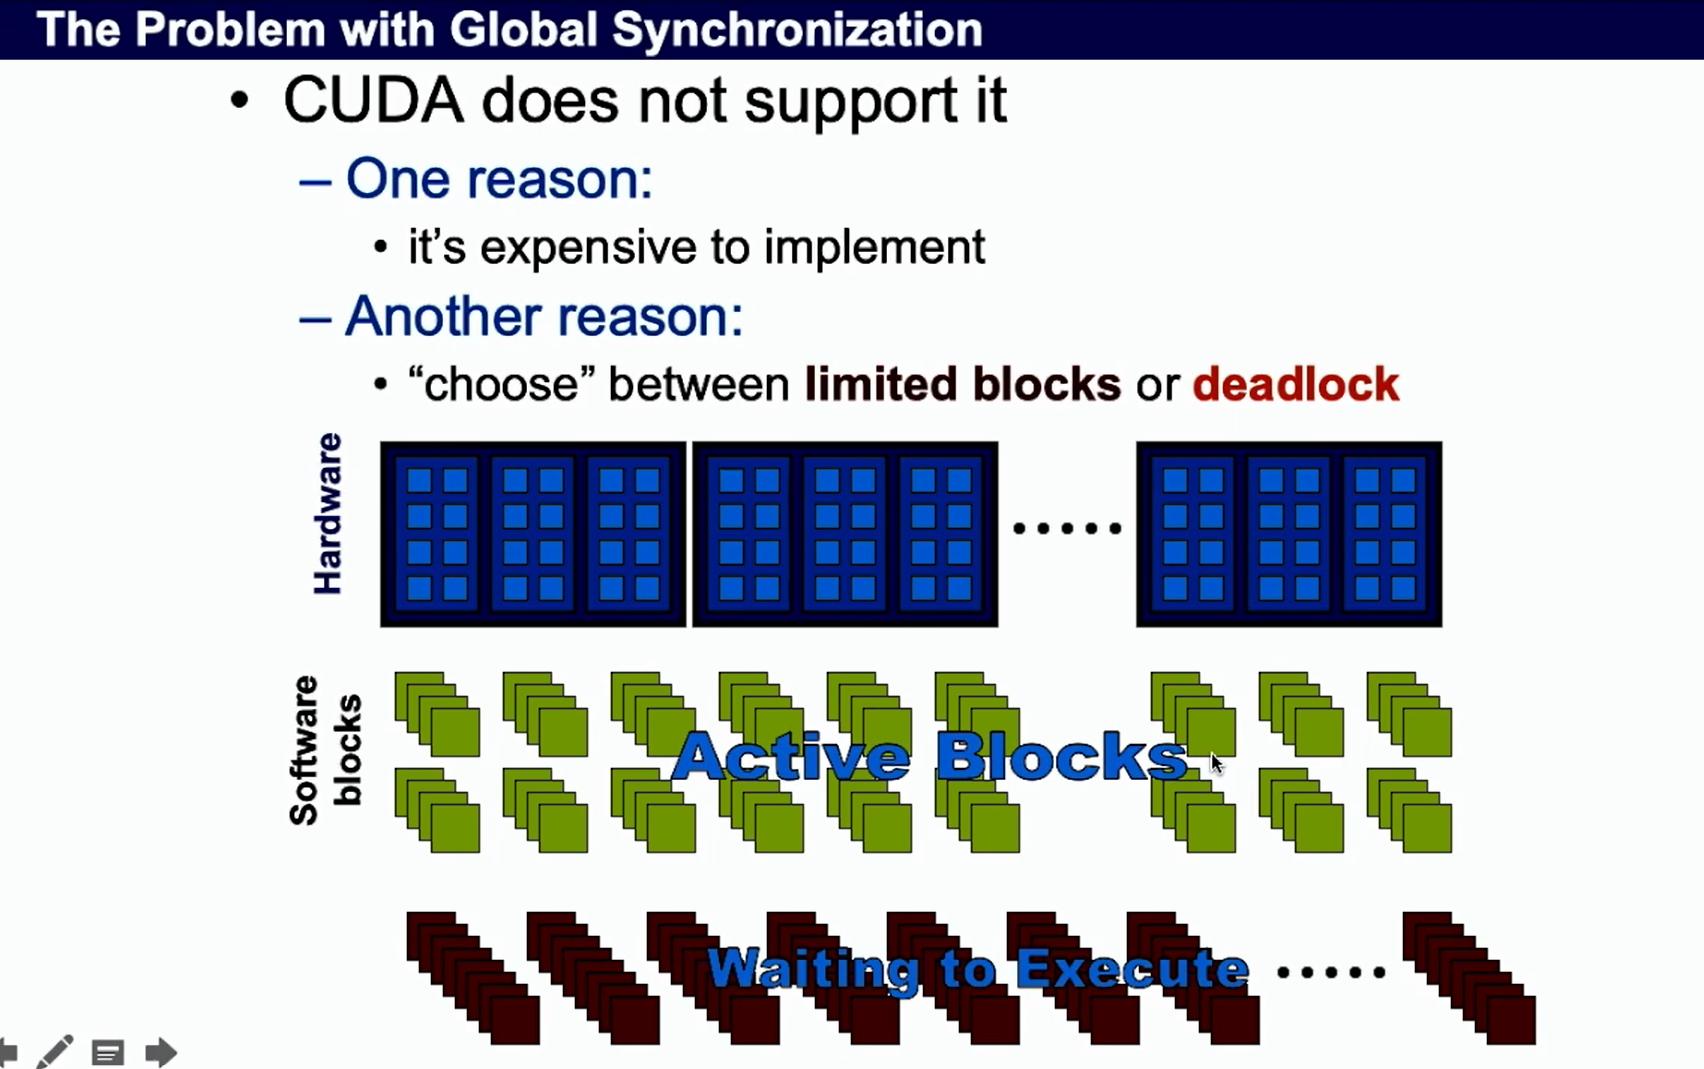 The Problem with Global Synchronization
• CUDA does not support it
– One reason:
• it’s expensive to implement
– Another reason:
• “choose” between limited blocks or deadlock
Hardware
Software
blocks
Active Blocks
Waiting to Execute